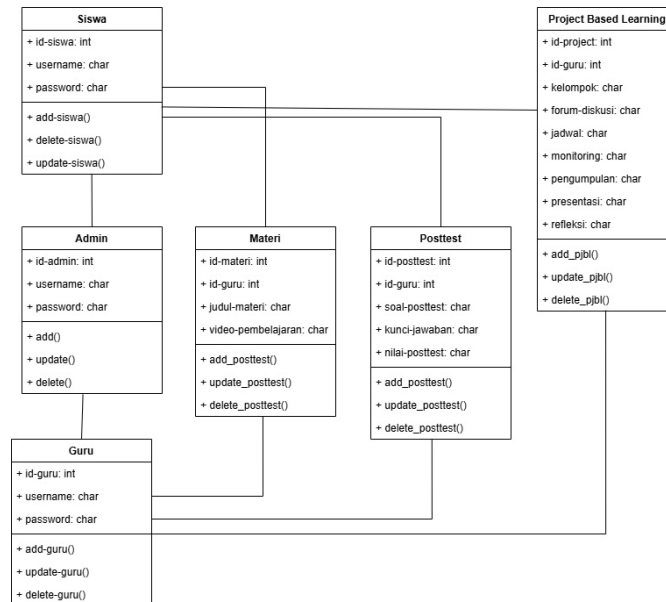 Siswa
+ id-siswa: int
+ username: char
+ password: char
+ add-siswa()
+ delete-siswa()
+ update-siswa()
Project Based Learning
+ id-project: int
+ id-guru: int
+ kelompok: char
+ forum-diskusi: char
+ jadwal: char
+ monitoring: char
+ pengumpulan: char
+ presentasi: char
+ refleksi: char
+ add_pjbl()
+ update_pjbl()
+ delete_pjbl()
Admin
+ id-admin: int
+ username: char
+ password: char
+ add()
+ update()
+ delete()
Materi
+ id-materi: int
+ id-guru: int
+ judul-materi: char
+ video-pembelajaran: char
+ add_posttest()
+ update_posttest()
+ delete_posttest()
Posttest
+ id-posttest: int
+ id-guru: int
+ soal-posttest: char
+ kunci-jawaban: char
+ nilai-posttest: char
+ add_posttest()
+ update_posttest()
+ delete_posttest()
Guru
+ id-guru: int
+ username: char
+ password: char
+ add-guru()
+ update-guru()
+ delete-guru()